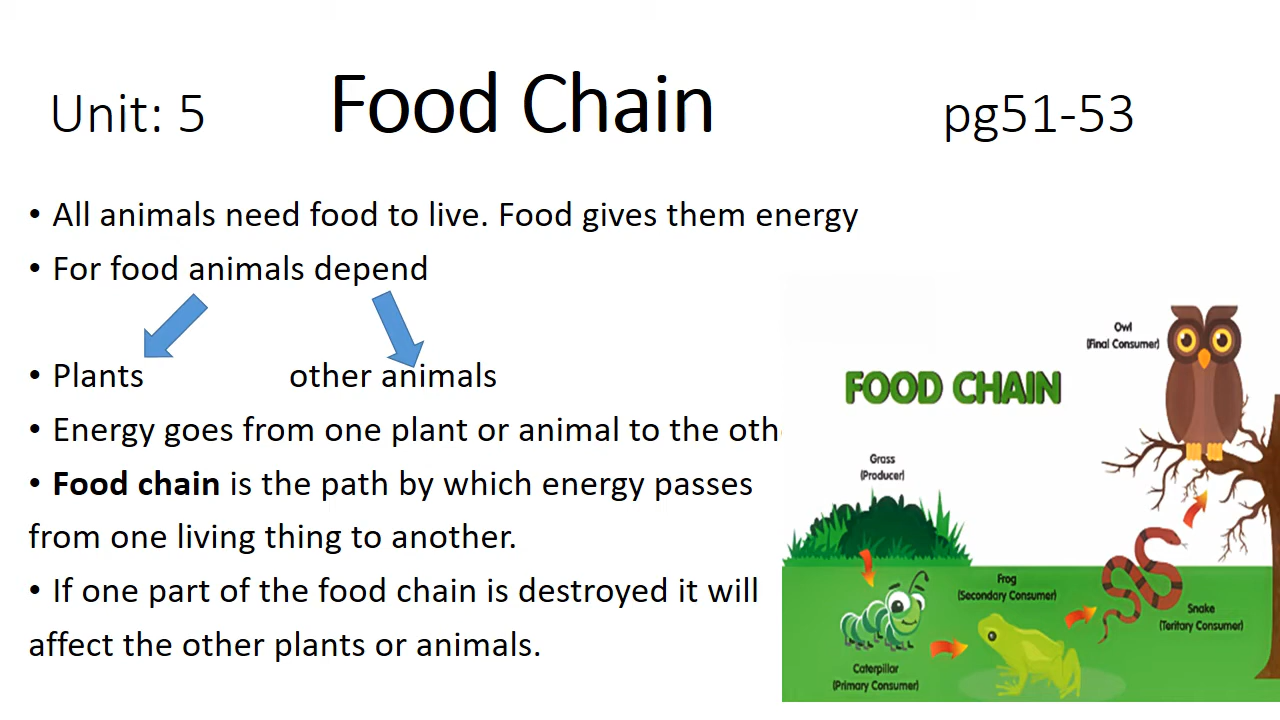 Unit: 5 Food Chain pg51-53
• All animals need food to live. Food gives them energy
• For food animals depend
• Plants other animals
• Energy goes from one plant or animal to the oth
• Food chain is the path by which energy passes
from one living thing to another.
• If one part of the food chain is destroyed it will
affect the other plants or animals.
FOOD CHAIN
Owl
(Final Consumer)
Grass
(Producer)
Caterpillar
(Primary Consumer)
Frog
(Secondary Consumer)
Snake
(Teritary Consumer)